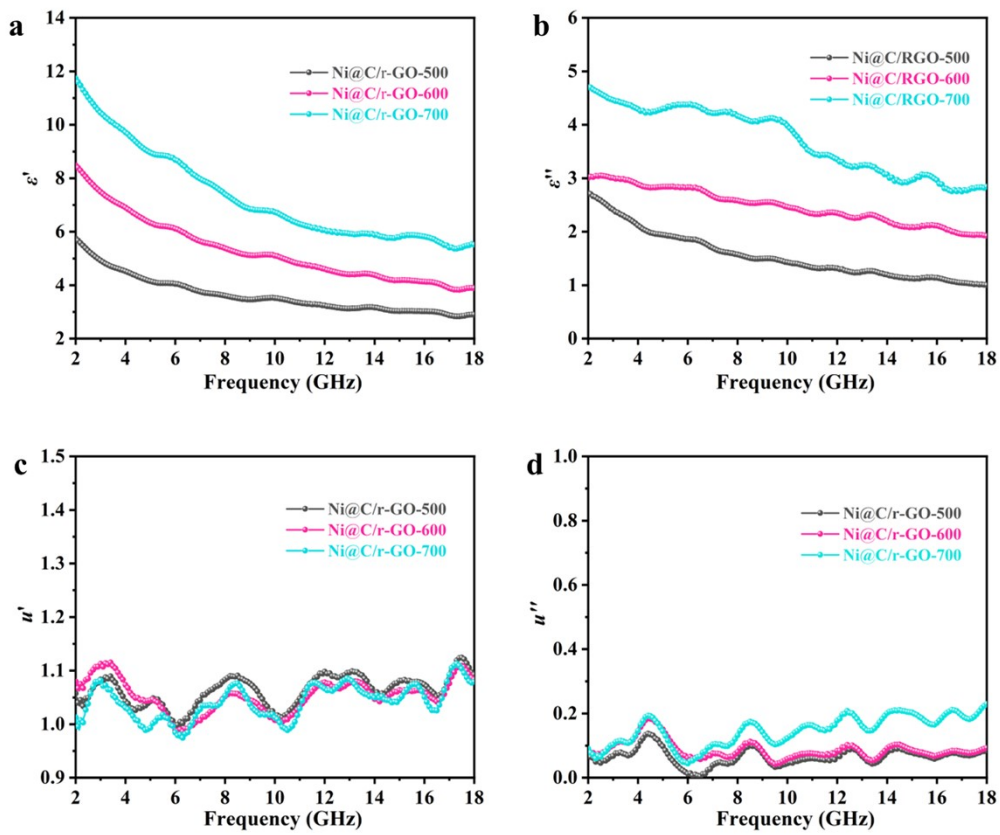 a
14
12
10
8
6
4
2
ε'
Ni@C/r-GO-500
Ni@C/r-GO-600
Ni@C/r-GO-700
2 4 6 8 10 12 14 16 18
Frequency (GHz)
b
6
5
4
3
2
1
0
ε''
Ni@C/RGO-500
Ni@C/RGO-600
Ni@C/RGO-700
2 4 6 8 10 12 14 16 18
Frequency (GHz)
c
1.5
1.4
1.3
1.2
1.1
1.0
0.9
u'
Ni@C/r-GO-500
Ni@C/r-GO-600
Ni@C/r-GO-700
2 4 6 8 10 12 14 16 18
Frequency (GHz)
d
1.0
0.8
0.6
0.4
0.2
0.0
u''
Ni@C/r-GO-500
Ni@C/r-GO-600
Ni@C/r-GO-700
2 4 6 8 10 12 14 16 18
Frequency (GHz)